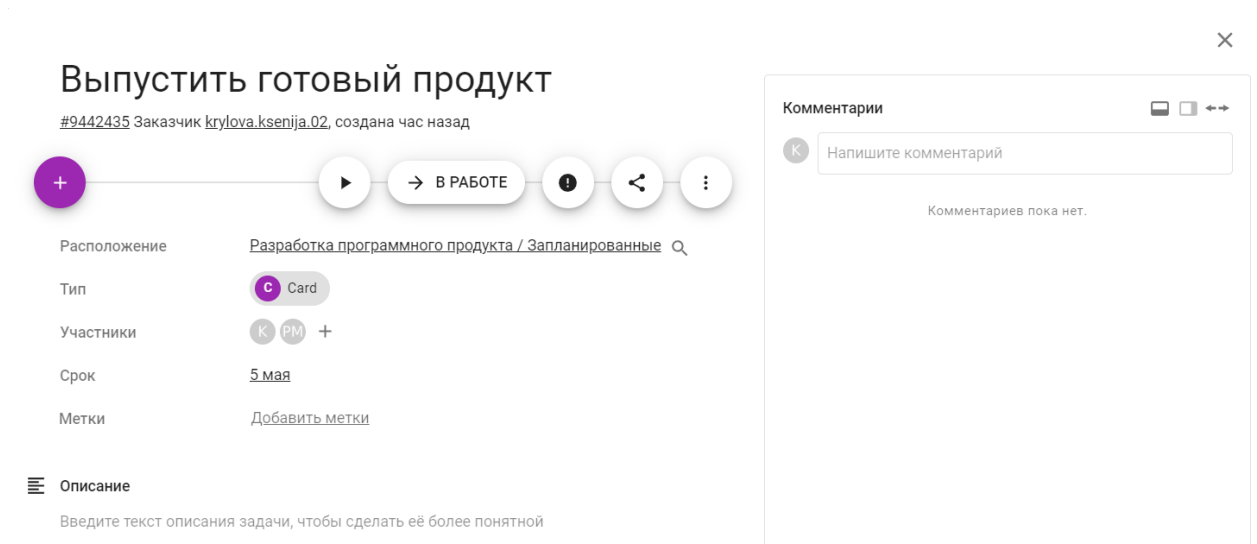 Выпустить готовый продукт
#9442435 Заказчик krylova.ksenija.02, создана час назад
В РАБОТЕ
Расположение Разработка программного продукта / Запланированные
Тип C Card
Участники K PM
Срок 5 мая
Метки Добавить метки
Описание
Введите текст описания задачи, чтобы сделать её более понятной
Комментарии
K Напишите комментарий
Комментариев пока нет.